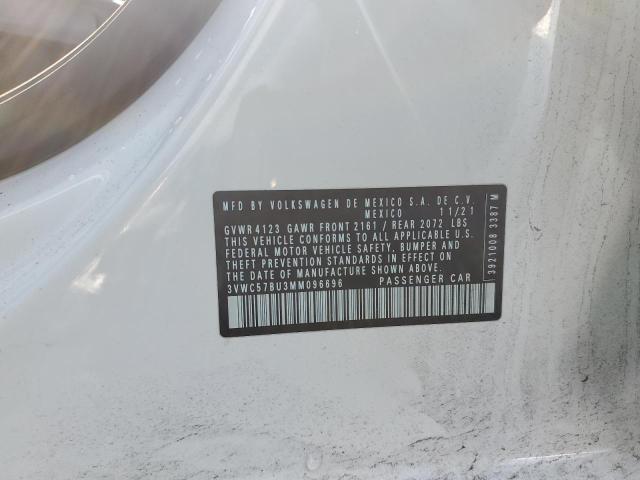 MFD BY VOLKSWAGEN DE MEXICO S.A. DE C.V.
MEXICO 11/21
GVWR 4123 GAWR FRONT 2161 / REAR 2072 LBS
THIS VEHICLE CONFORMS TO ALL APPLICABLE U.S.
FEDERAL MOTOR VEHICLE SAFETY, BUMPER AND
THEFT PREVENTION STANDARDS IN EFFECT ON THE
DATE OF MANUFACTURE SHOWN ABOVE.
3VWC57BU3MM096696 PASSENGER CAR
3921008 3387 M